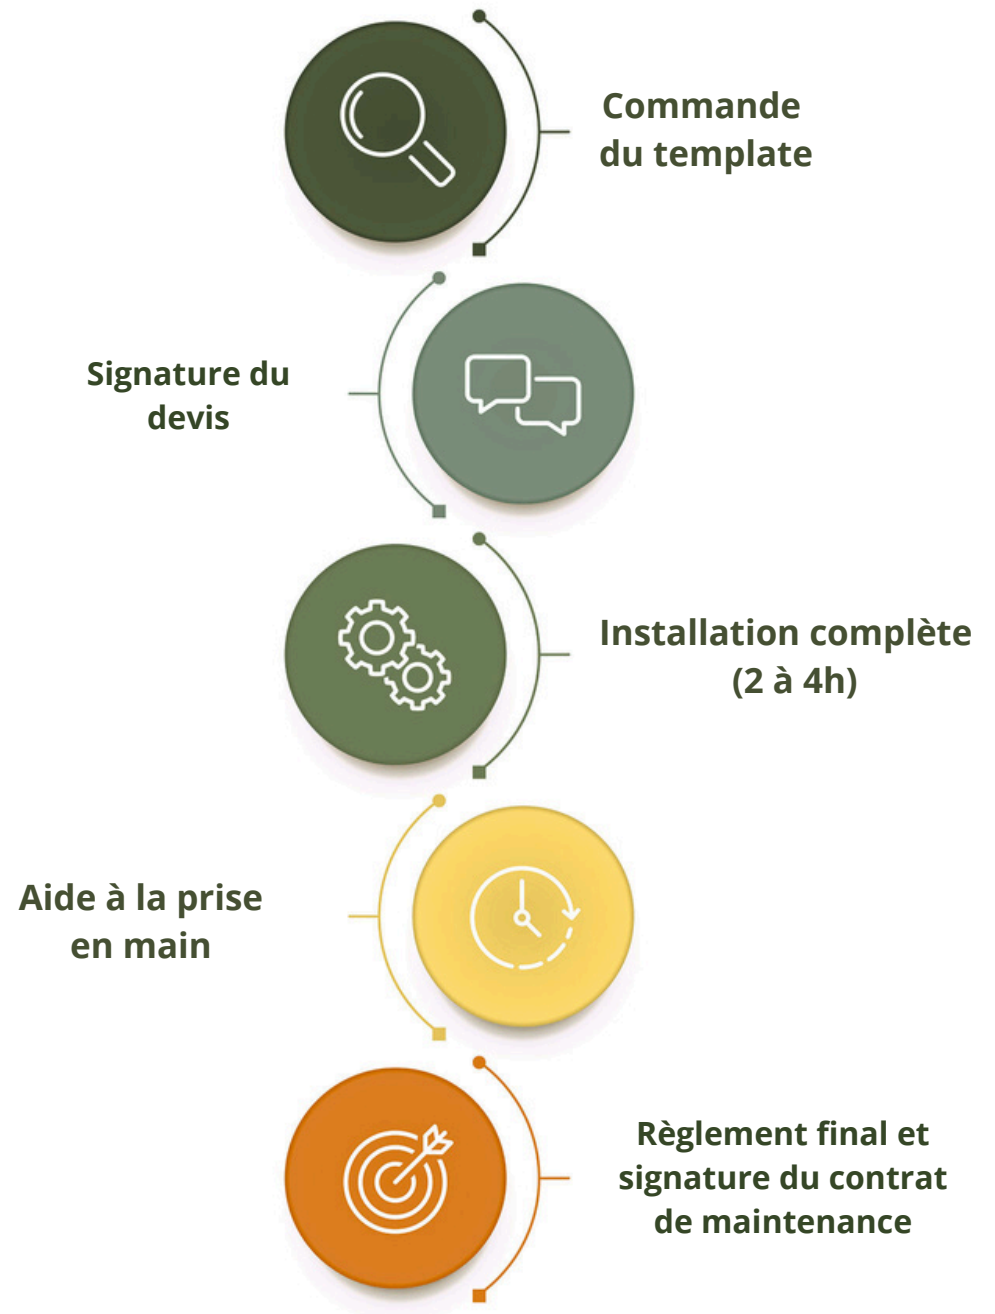 Commande
du template
Signature du
devis
Installation complète
(2 à 4h)
Aide à la prise
en main
Règlement final et
signature du contrat
de maintenance